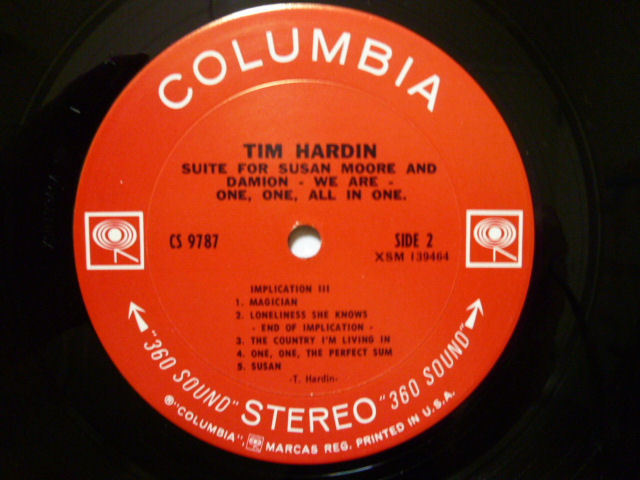 COLUMBIA
TIM HARDIN
SUITE FOR SUSAN MOORE AND
DAMION - WE ARE -
ONE, ONE, ALL IN ONE.
CS 9787
SIDE 2
XSM 139464
IMPLICATION III
1. MAGICIAN
2. LONELINESS SHE KNOWS
- END OF IMPLICATION -
3. THE COUNTRY I'M LIVING IN
4. ONE, ONE, THE PERFECT SUM
5. SUSAN
-T. Hardin-
"360 SOUND" STEREO "360 SOUND"
®"COLUMBIA", MARCAS REG. PRINTED IN U.S.A.